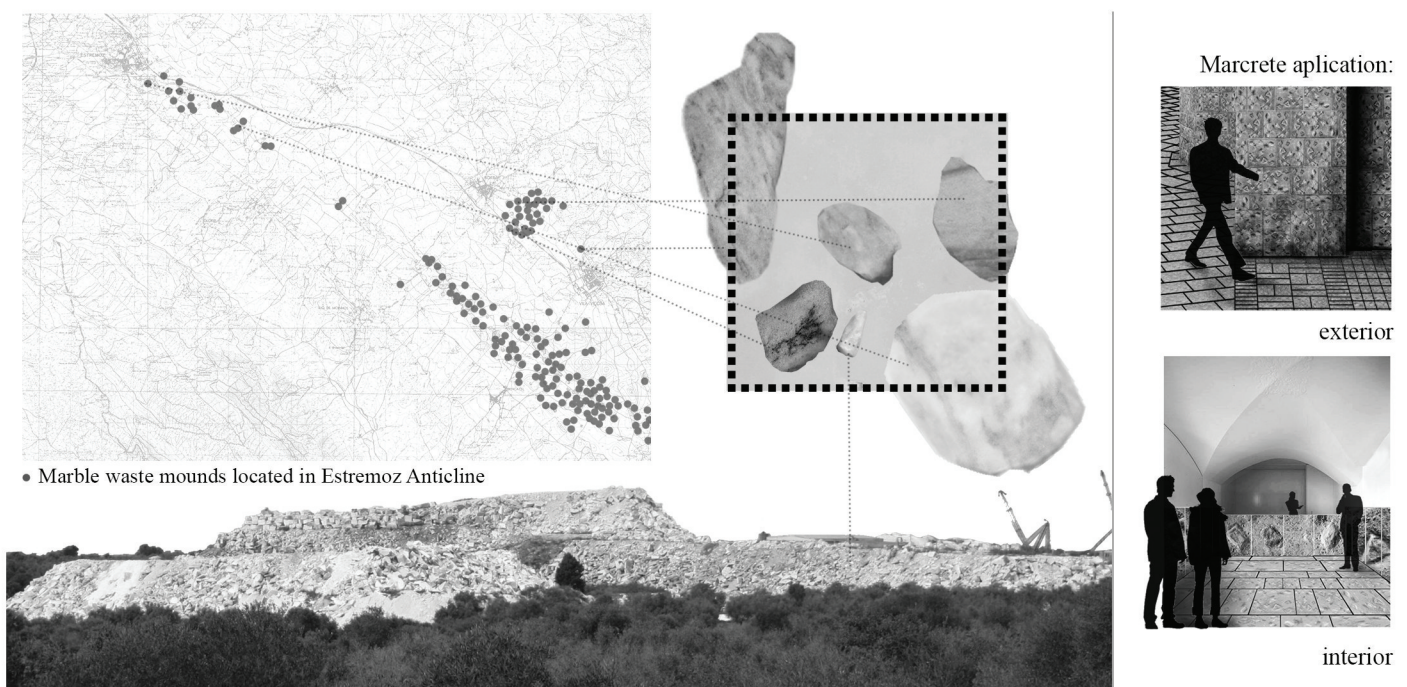 Marble waste mounds located in Estremoz Anticline
Marcrete aplication:
exterior
interior